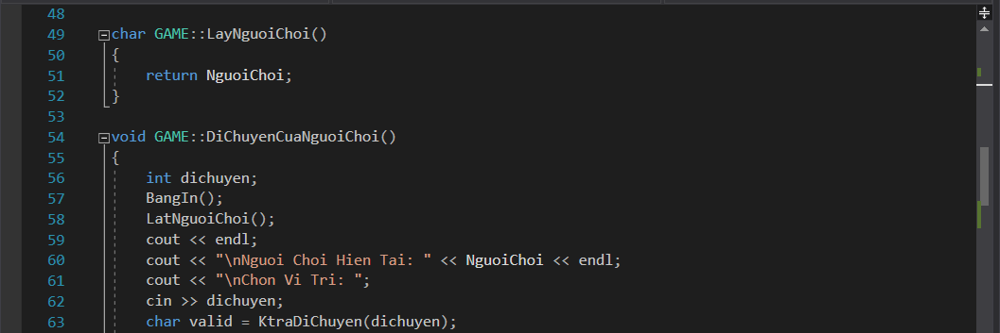 48
49 char GAME::LayNguoiChoi()
50 {
51     return NguoiChoi;
52 }
53
54 void GAME::DiChuyenCuaNguoiChoi()
55 {
56     int dichuyen;
57     BangIn();
58     LatNguoiChoi();
59     cout << endl;
60     cout << "\nNguoi Choi Hien Tai: " << NguoiChoi << endl;
61     cout << "\nChon Vi Tri: ";
62     cin >> dichuyen;
63     char valid = KtraDiChuyen(dichuyen);